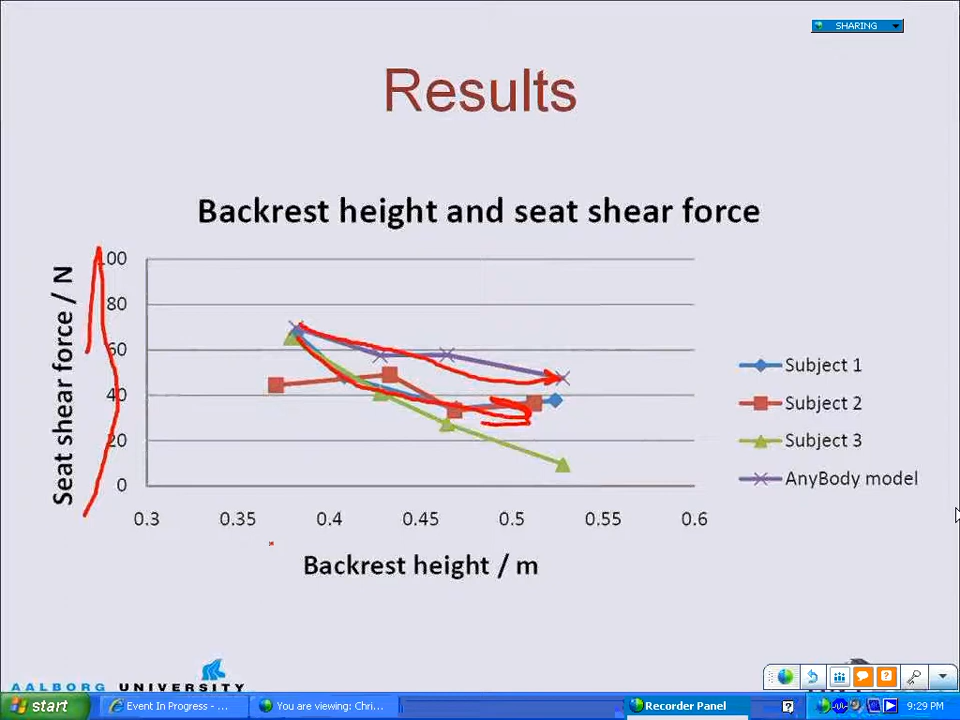 SHARING
Results
Backrest height and seat shear force
Seat shear force / N
100
80
60
40
20
0
0.3 0.35 0.4 0.45 0.5 0.55 0.6
Backrest height / m
Subject 1
Subject 2
Subject 3
AnyBody model
AALBORG UNIVERSITY
start
Event In Progress - ...
You are viewing: Chri...
Recorder Panel
9:29 PM